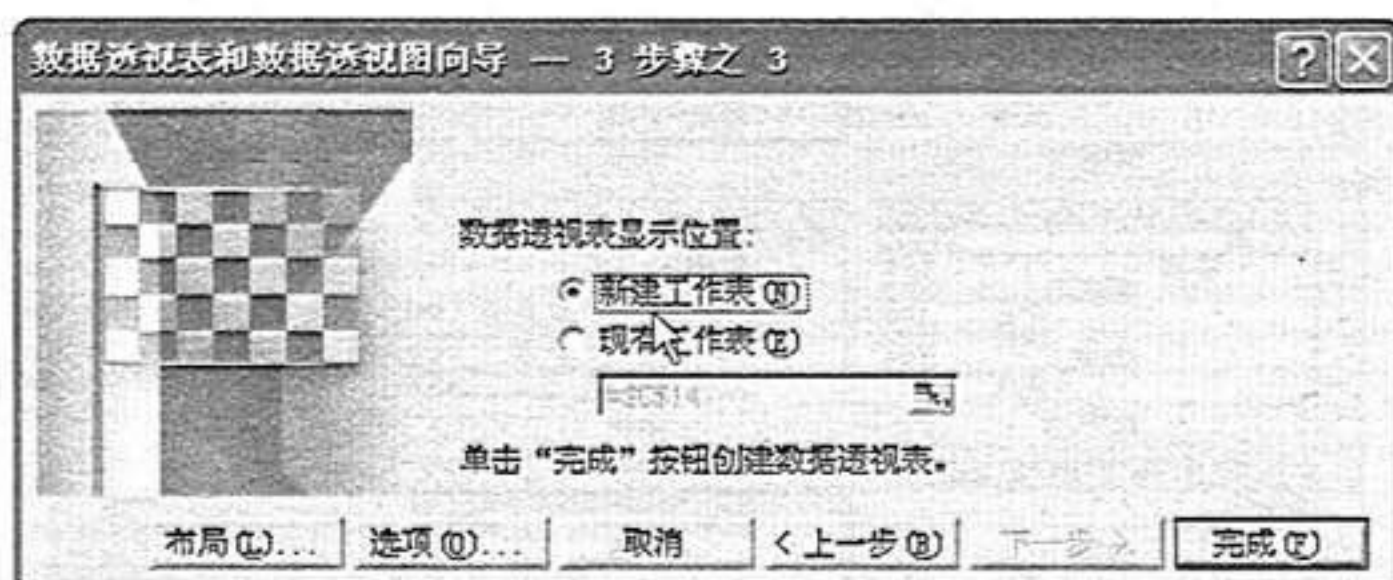 数据透视表和数据透视图向导 — 3 步骤之 3
数据透视表显示位置:
新建工作表(N)
现有工作表(E)
=$C$14
单击“完成”按钮创建数据透视表。
布局(L)... 选项(O)... 取消 < 上一步(B) 下一步 > 完成(F)